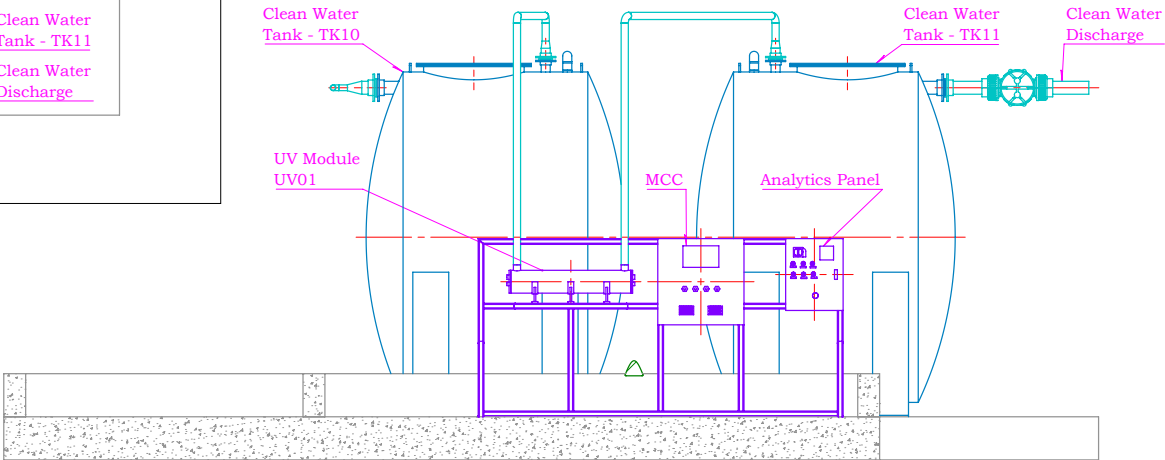 Clean Water
Tank - TK11
Clean Water
Discharge
Clean Water
Tank - TK10
Clean Water
Tank - TK11
Clean Water
Discharge
UV Module
UV01
MCC
Analytics Panel